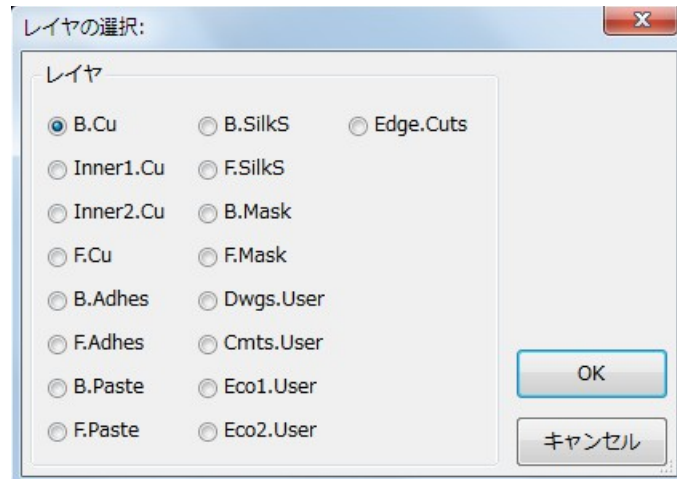 レイヤの選択:
レイヤ
B.Cu
Inner1.Cu
Inner2.Cu
F.Cu
B.Adhes
F.Adhes
B.Paste
F.Paste
B.SilkS
F.SilkS
B.Mask
F.Mask
Dwgs.User
Cmts.User
Eco1.User
Eco2.User
Edge.Cuts
OK
キャンセル